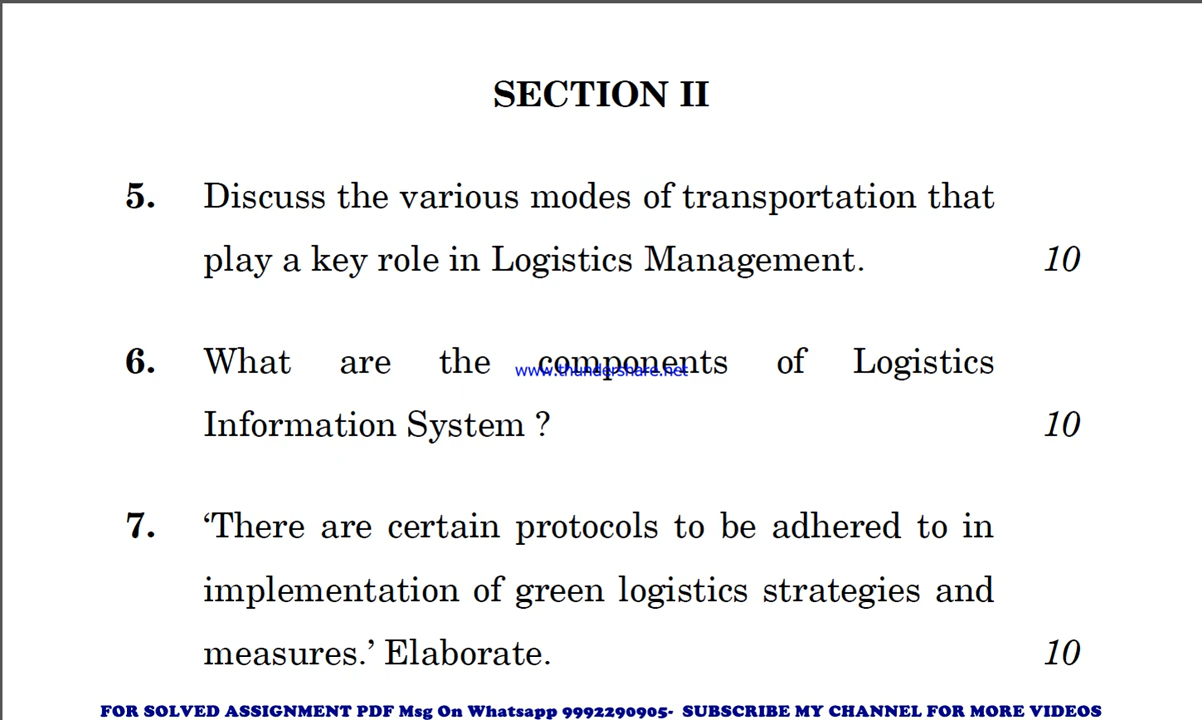 SECTION II
5. Discuss the various modes of transportation that
play a key role in Logistics Management. 10
6. What are the components of Logistics
www.thundershare.net
Information System ? 10
7. ‘There are certain protocols to be adhered to in
implementation of green logistics strategies and
measures.’ Elaborate. 10
FOR SOLVED ASSIGNMENT PDF Msg On Whatsapp 9992290905- SUBSCRIBE MY CHANNEL FOR MORE VIDEOS